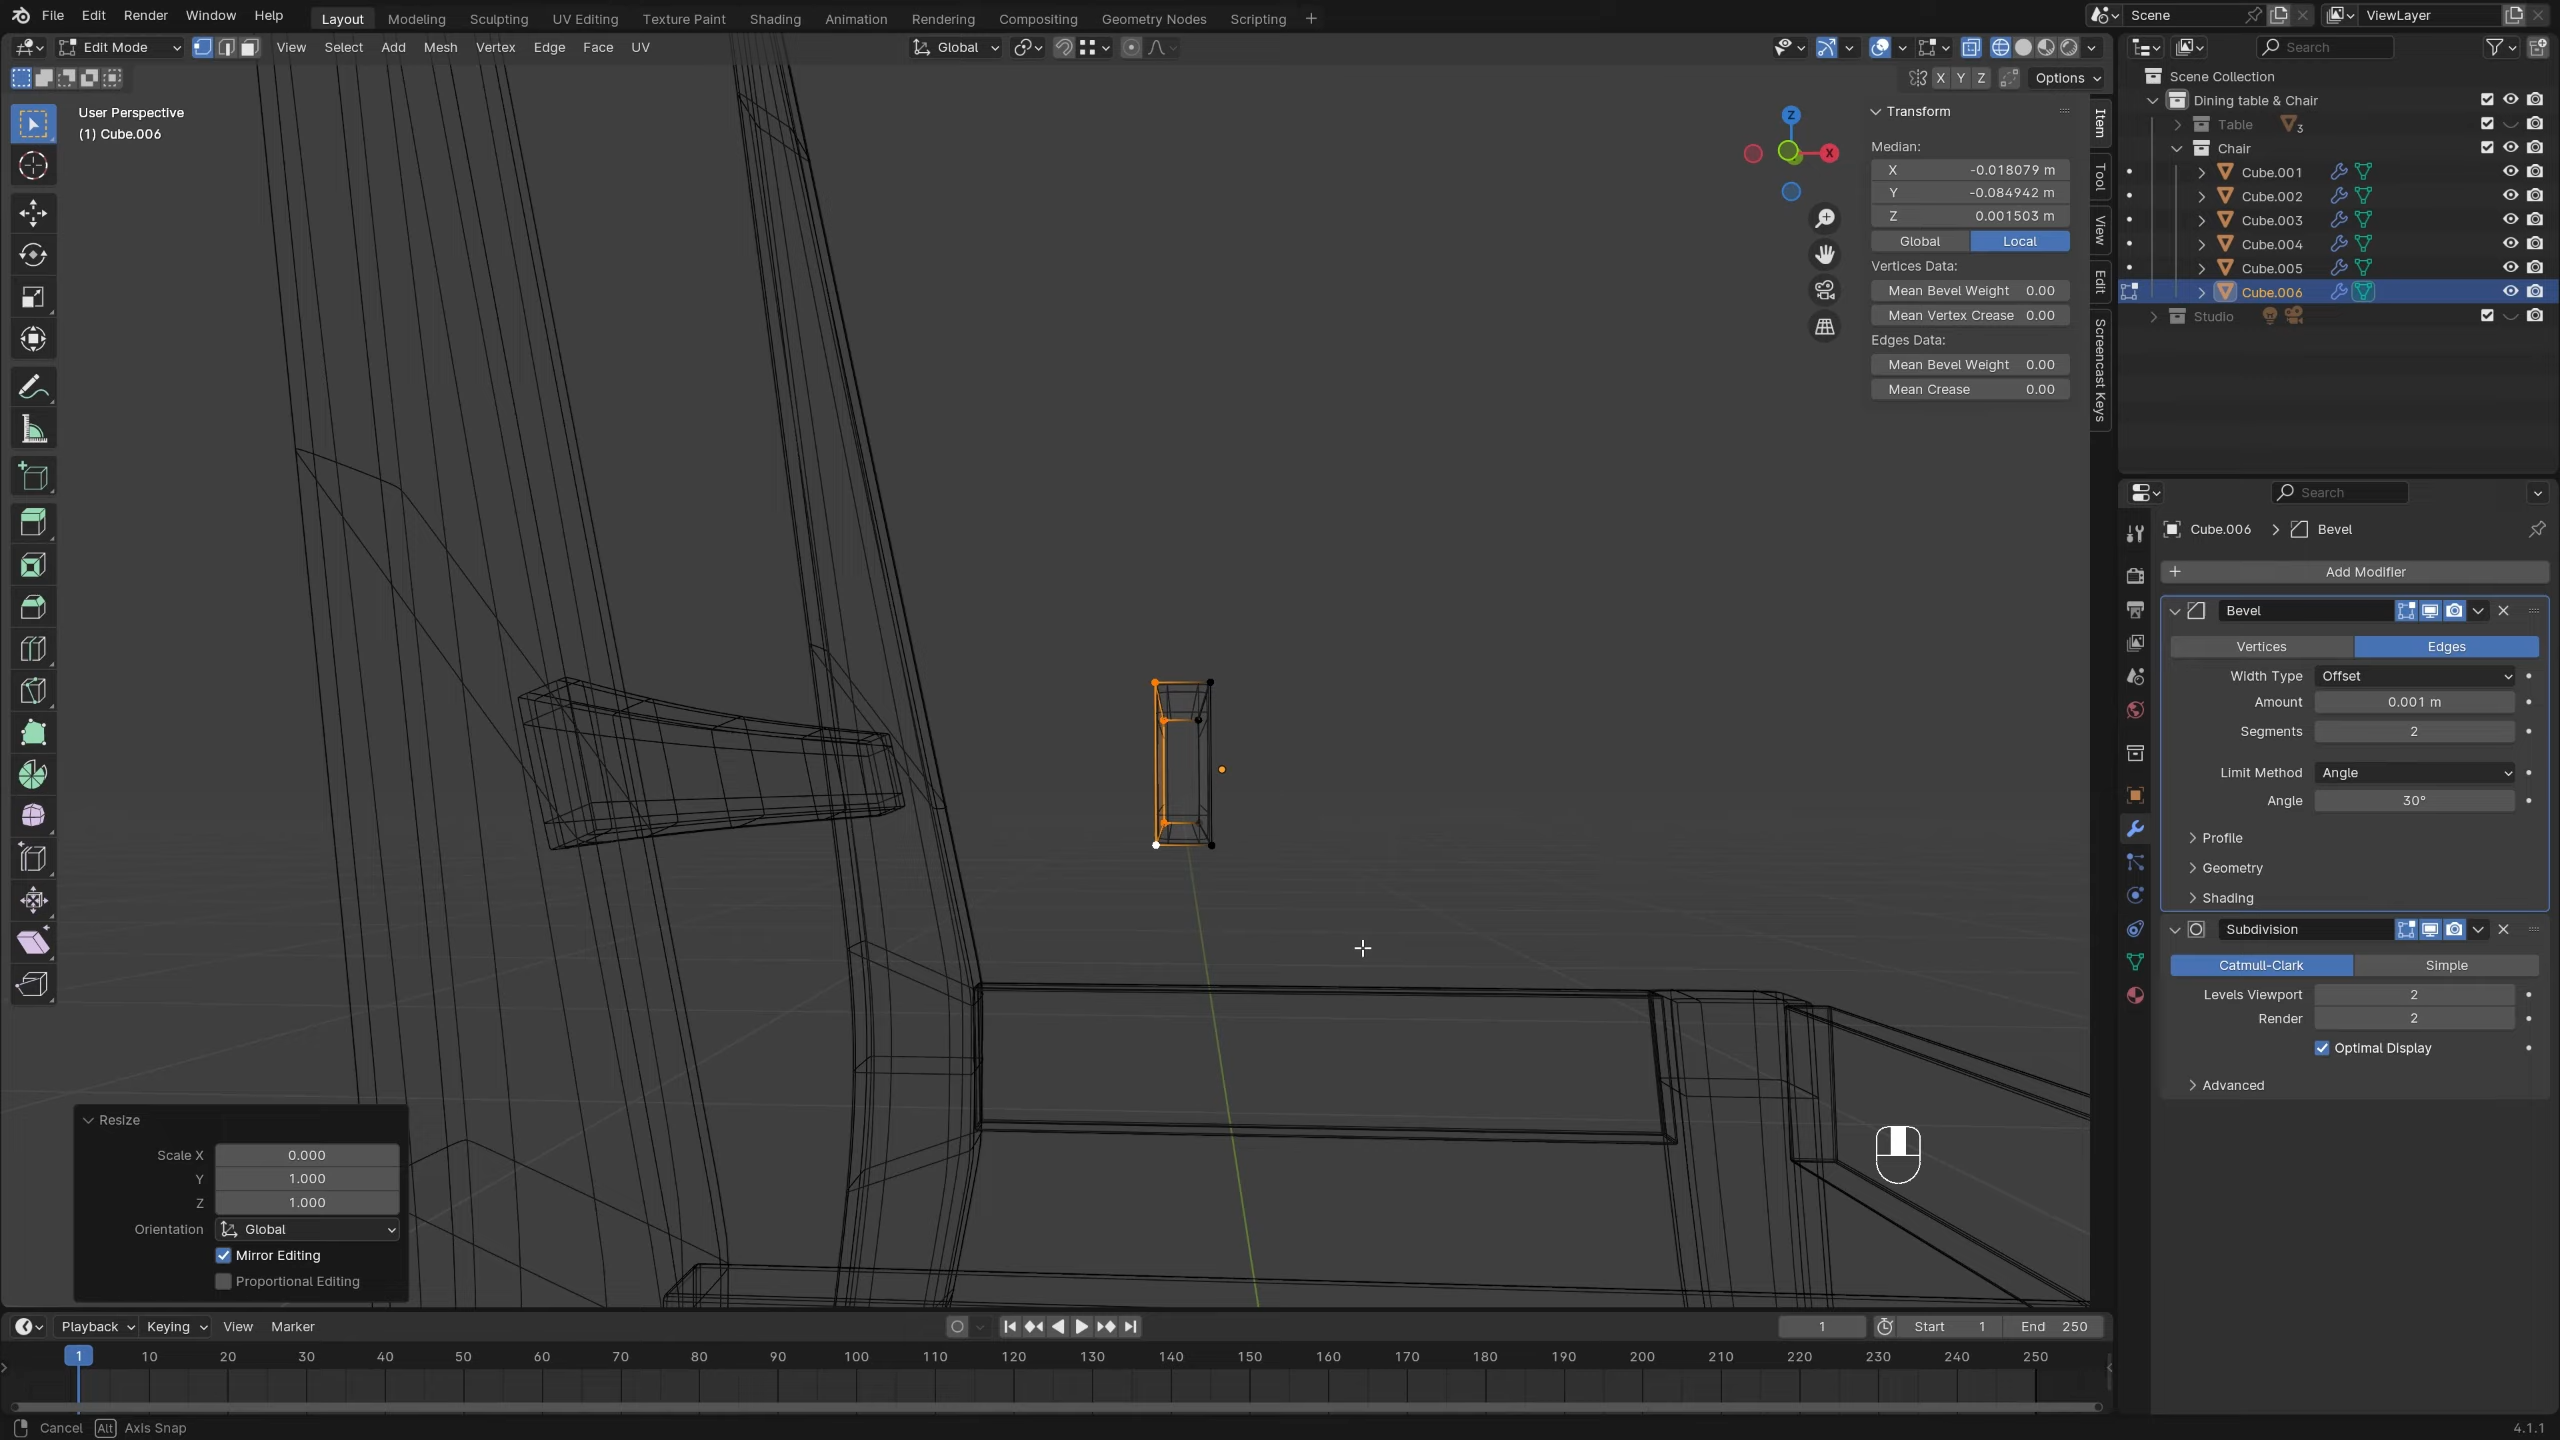 File Edit Render Window Help
Layout Modeling Sculpting UV Editing Texture Paint Shading Animation Rendering Compositing Geometry Nodes Scripting +
Scene
ViewLayer
Edit Mode View Select Add Mesh Vertex Edge Face UV
Global
Search
X Y Z Options
User Perspective
(1) Cube.006
Z
X
Transform
Median:
X -0.018079 m
Y -0.084942 m
Z 0.001503 m
Global Local
Vertices Data:
Mean Bevel Weight 0.00
Mean Vertex Crease 0.00
Edges Data:
Mean Bevel Weight 0.00
Mean Crease 0.00
Item
Tool
View
Edit
Screencast Keys
Scene Collection
Dining table & Chair
Table 3
Chair
Cube.001
Cube.002
Cube.003
Cube.004
Cube.005
Cube.006
Studio
Search
Cube.006 > Bevel
+ Add Modifier
Bevel
Vertices Edges
Width Type Offset
Amount 0.001 m
Segments 2
Limit Method Angle
Angle 30°
Profile
Geometry
Shading
Subdivision
Catmull-Clark Simple
Levels Viewport 2
Render 2
Optimal Display
Advanced
Resize
Scale X 0.000
Y 1.000
Z 1.000
Orientation Global
Mirror Editing
Proportional Editing
Playback Keying View Marker
1 Start 1 End 250
1 10 20 30 40 50 60 70 80 90 100 110 120 130 140 150 160 170 180 190 200 210 220 230 240 250
Cancel Alt Axis Snap
4.1.1